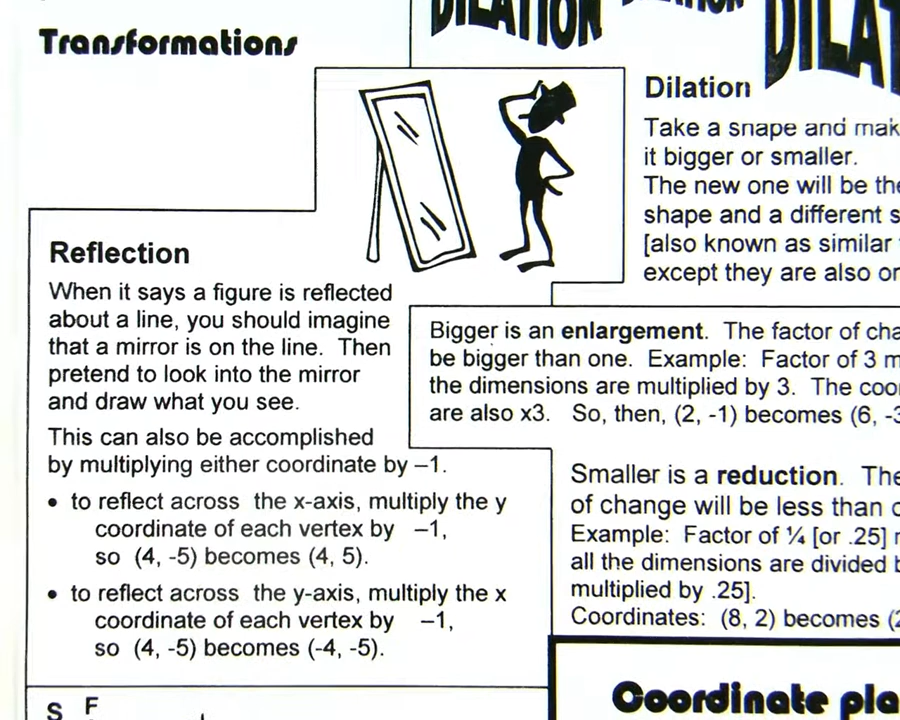 DILATION
DILAT
Transformations
Dilation
Take a snape and mak
it bigger or smaller.
The new one will be the
shape and a different s
[also known as similar
except they are also or
Reflection
When it says a figure is reflected
about a line, you should imagine
that a mirror is on the line. Then
pretend to look into the mirror
and draw what you see.
This can also be accomplished
by multiplying either coordinate by –1.
• to reflect across the x-axis, multiply the y
coordinate of each vertex by –1,
so (4, -5) becomes (4, 5).
• to reflect across the y-axis, multiply the x
coordinate of each vertex by –1,
so (4, -5) becomes (-4, -5).
Bigger is an enlargement. The factor of cha
be bigger than one. Example: Factor of 3 m
the dimensions are multiplied by 3. The coor
are also x3. So, then, (2, -1) becomes (6, -3
Smaller is a reduction. The
of change will be less than o
Example: Factor of ¼ [or .25] m
all the dimensions are divided b
multiplied by .25].
Coordinates: (8, 2) becomes (2
Coordinate pla
S F